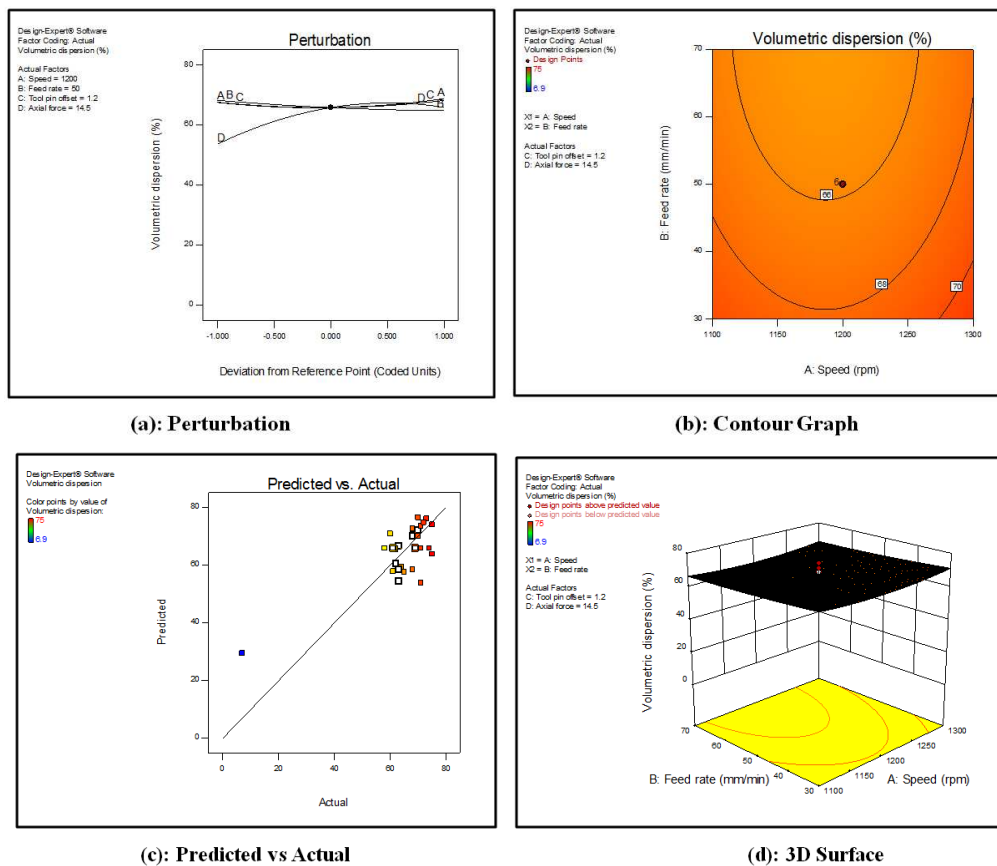 Design-Expert® Software
Factor Coding: Actual
Volumetric dispersion (%)
Actual Factors
A: Speed = 1200
B: Feed rate = 50
C: Tool pin offset = 1.2
D: Axial force = 14.5
Perturbation
Volumetric dispersion (%)
80
60
40
20
0
A B C
D
D C A
B
-1.000 -0.500 0.000 0.500 1.000
Deviation from Reference Point (Coded Units)
(a): Perturbation
Design-Expert® Software
Factor Coding: Actual
Volumetric dispersion (%)
Design Points
75
6.9
X1 = A: Speed
X2 = B: Feed rate
Actual Factors
C: Tool pin offset = 1.2
D: Axial force = 14.5
Volumetric dispersion (%)
B: Feed rate (mm/min)
70
60
50
40
30
6
66
68
70
1100 1150 1200 1250 1300
A: Speed (rpm)
(b): Contour Graph
Design-Expert® Software
Volumetric dispersion
Color points by value of
Volumetric dispersion:
75
6.9
Predicted vs. Actual
Predicted
80
60
40
20
0
0 20 40 60 80
Actual
(c): Predicted vs Actual
Design-Expert® Software
Factor Coding: Actual
Volumetric dispersion (%)
Design points above predicted value
Design points below predicted value
75
6.9
X1 = A: Speed
X2 = B: Feed rate
Actual Factors
C: Tool pin offset = 1.2
D: Axial force = 14.5
Volumetric dispersion (%)
80
60
40
20
0
70
60
50
40
30
1100
1150
1200
1250
1300
B: Feed rate (mm/min)
A: Speed (rpm)
(d): 3D Surface